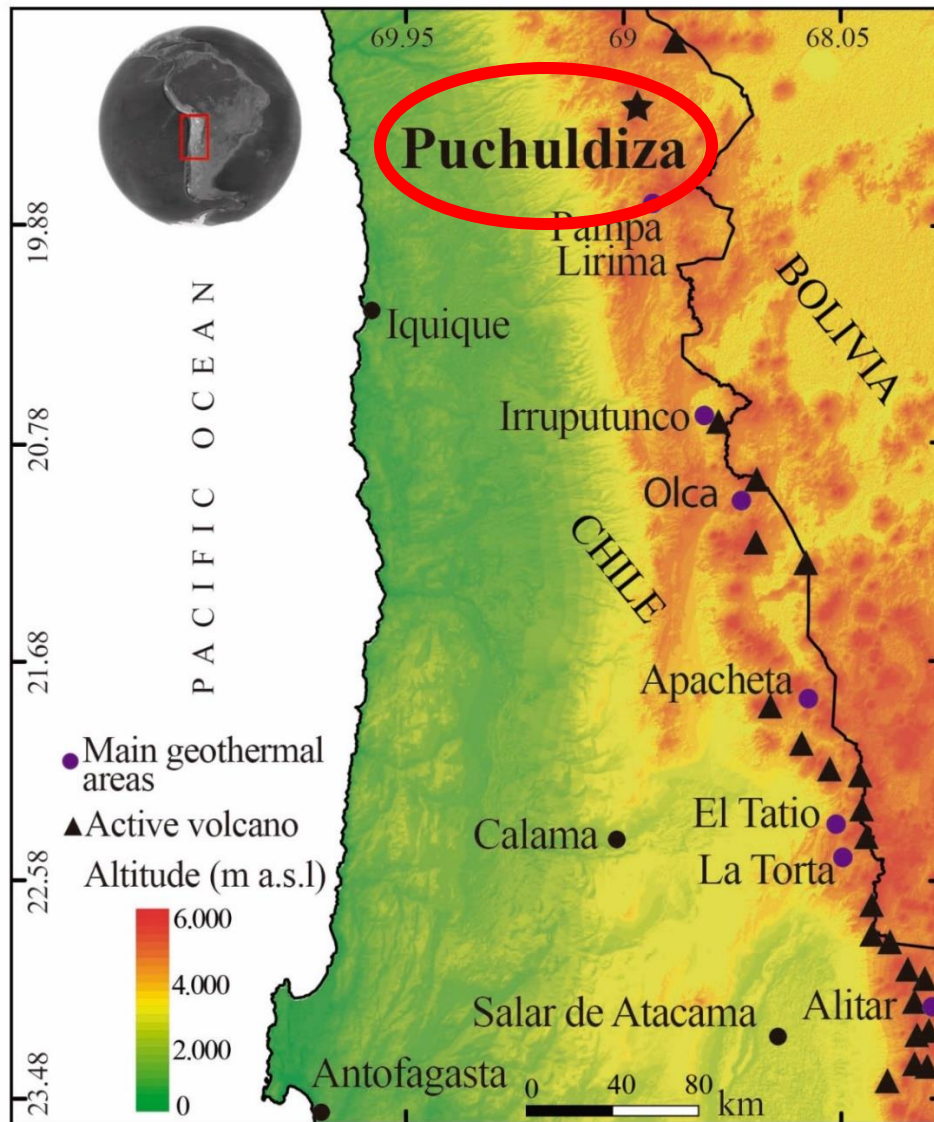 69.95
69
68.05
Puchuldiza
19.88
Pampa
Lirima
BOLIVIA
PACIFIC OCEAN
Iquique
Irruputunco
20.78
Olca
CHILE
21.68
Apacheta
Main geothermal
areas
Active volcano
El Tatio
Calama
La Torta
Altitude (m a.s.l)
22.58
6.000
4.000
2.000
0
Salar de Atacama
Alitar
23.48
Antofagasta
0 40 80
km